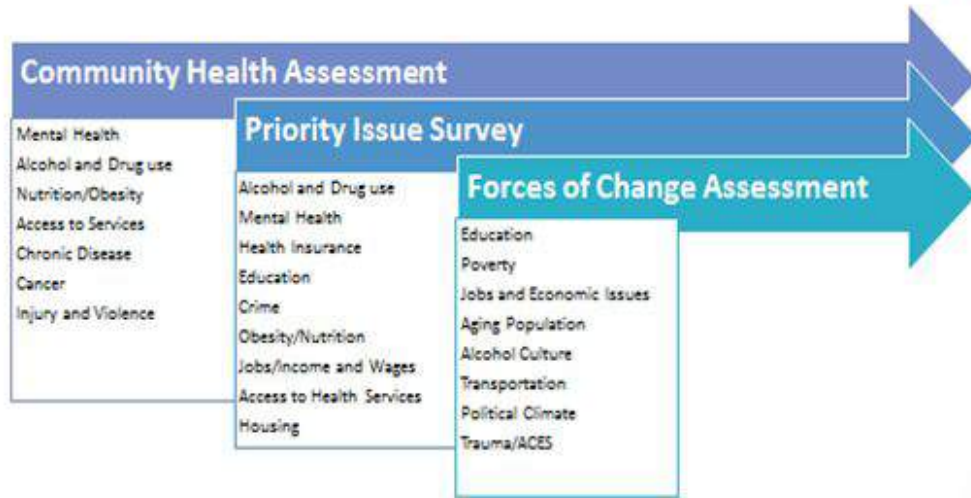 Community Health Assessment
Mental Health
Alcohol and Drug use
Nutrition/Obesity
Access to Services
Chronic Disease
Cancer
Injury and Violence
Priority Issue Survey
Alcohol and Drug use
Mental Health
Health Insurance
Education
Crime
Obesity/Nutrition
Jobs/Income and Wages
Access to Health Services
Housing
Forces of Change Assessment
Education
Poverty
Jobs and Economic Issues
Aging Population
Alcohol Culture
Transportation
Political Climate
Trauma/ACES